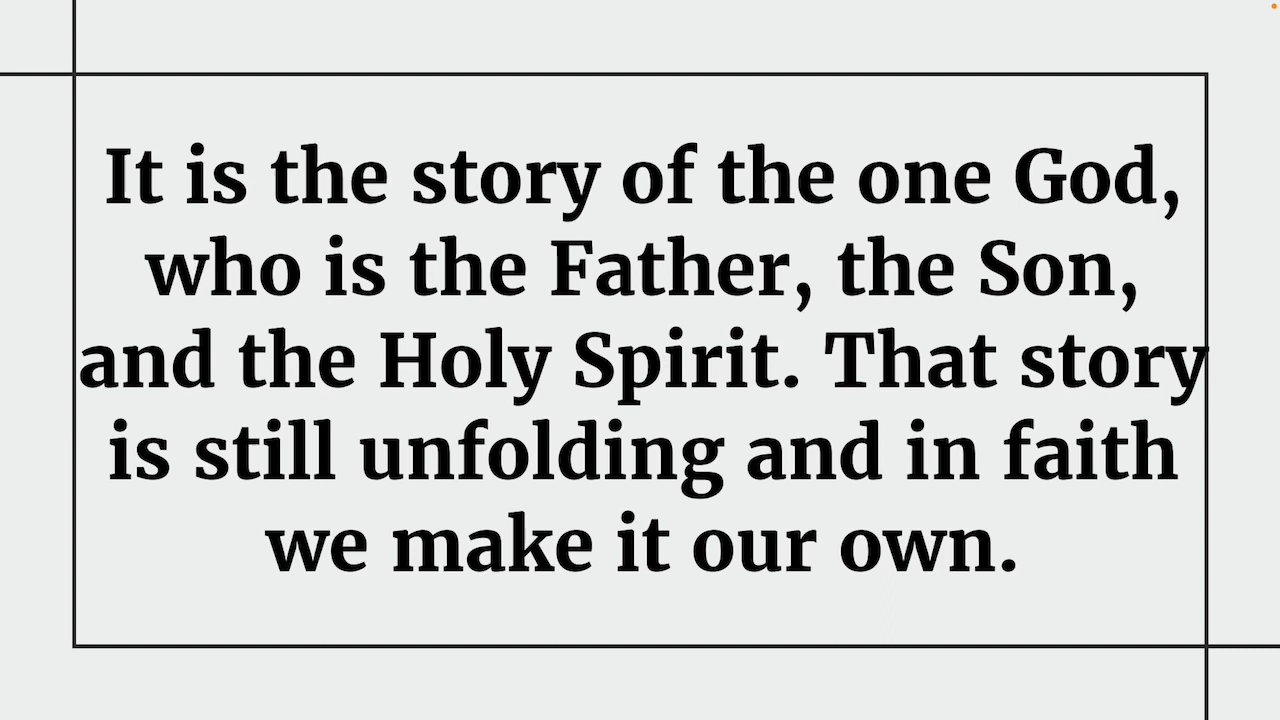 It is the story of the one God,
who is the Father, the Son,
and the Holy Spirit. That story
is still unfolding and in faith
we make it our own.